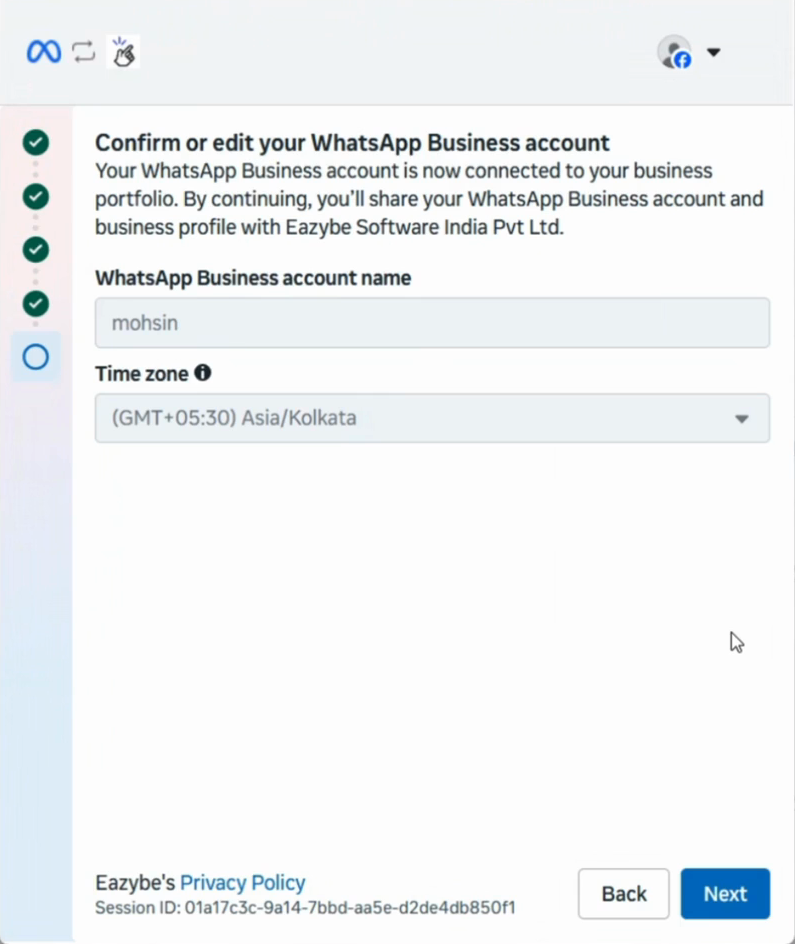 Confirm or edit your WhatsApp Business account
Your WhatsApp Business account is now connected to your business
portfolio. By continuing, you’ll share your WhatsApp Business account and
business profile with Eazybe Software India Pvt Ltd.
WhatsApp Business account name
mohsin
Time zone
(GMT+05:30) Asia/Kolkata
Eazybe's Privacy Policy
Session ID: 01a17c3c-9a14-7bbd-aa5e-d2de4db850f1
Back
Next